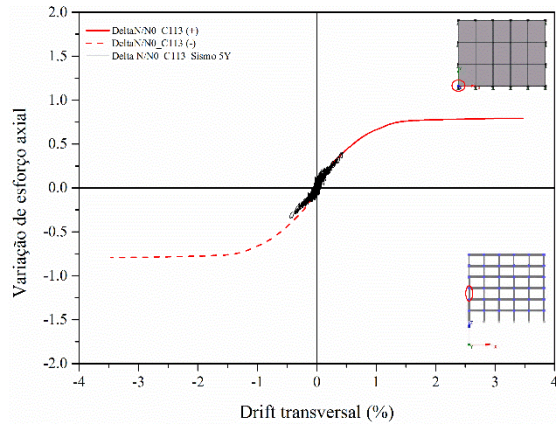 DeltaN/N0_C113 (+)
DeltaN/N0_C113 (-)
Delta N/N0_C113_Sismo 5Y
Variação de esforço axial
2.0
1.5
1.0
0.5
0.0
-0.5
-1.0
-1.5
-2.0
-4 -3 -2 -1 0 1 2 3 4
Drift transversal (%)